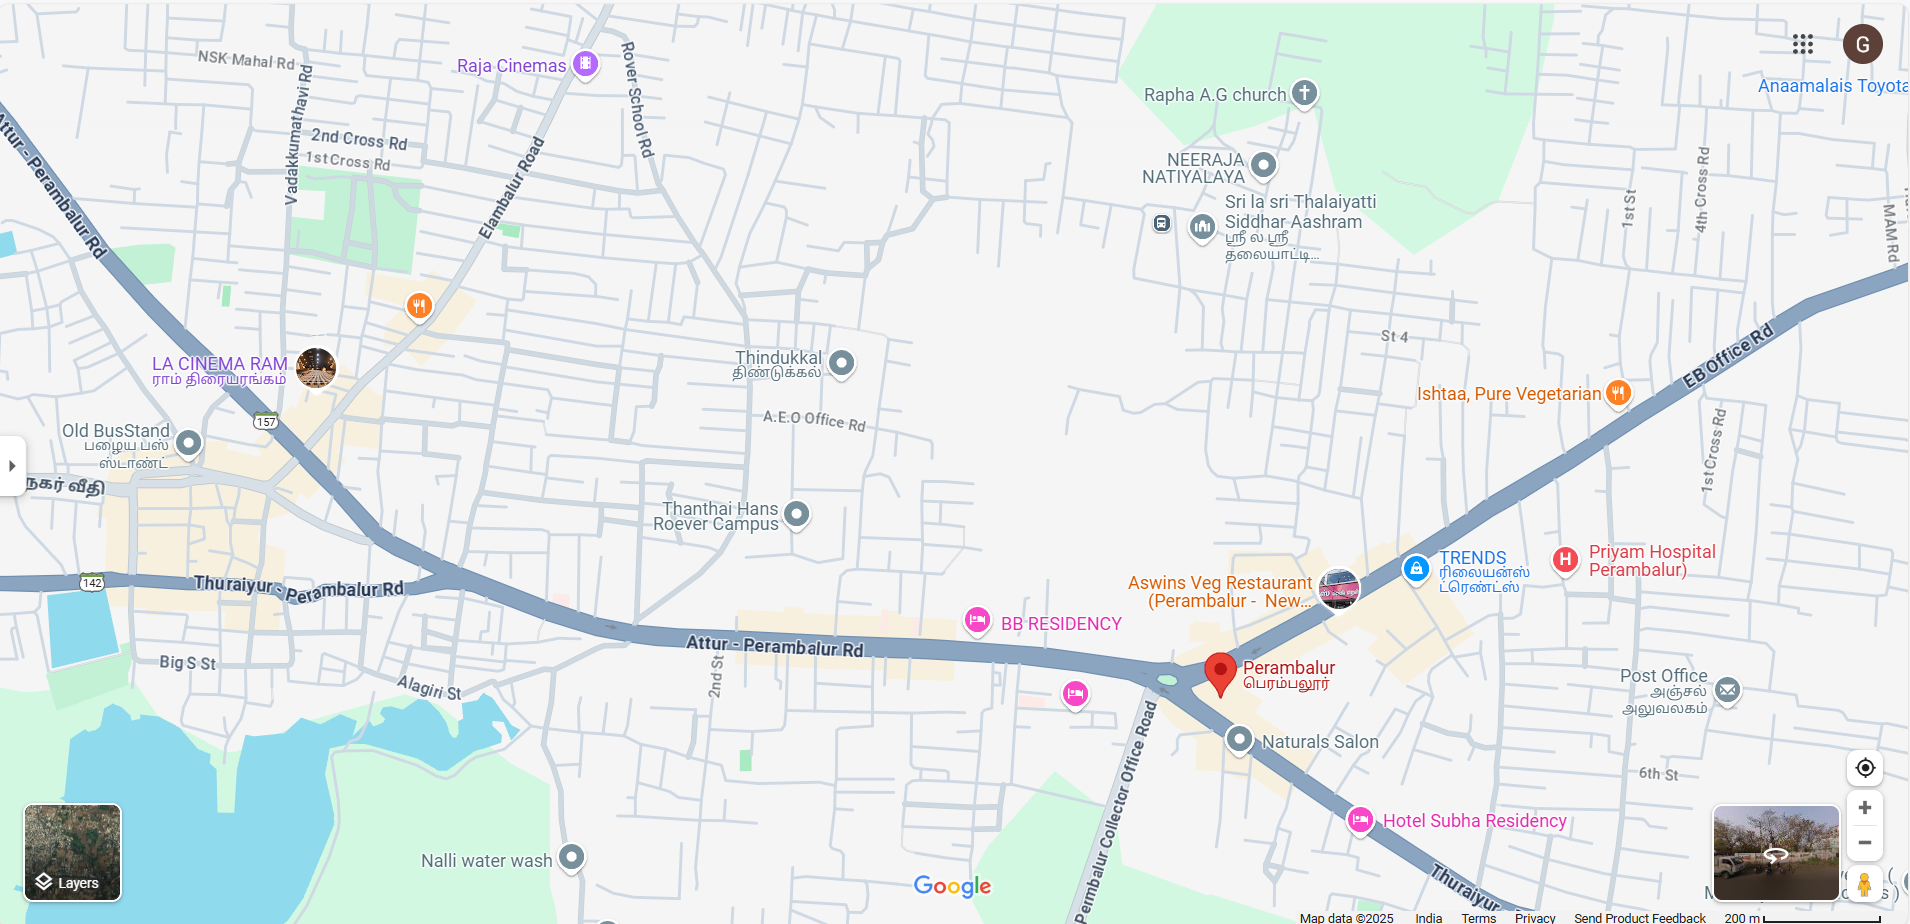 NSK Mahal Rd
Raja Cinemas
Rover School Rd
Vadakkumathavi Rd
2nd Cross Rd
1st Cross Rd
Elambalur Road
Attur - Perambalur Rd
Rapha A.G church
G
Anaamalais Toyota
NEERAJA
NATIYALAYA
Sri la sri Thalaiyatti
Siddhar Aashram
ஸ்ரீ ல ஸ்ரீ
தலையாட்டி...
1st St
4th Cross Rd
MAM Rd
LA CINEMA RAM
ராம் திரையரங்கம்
157
Thindukkal
திண்டுக்கல்
St 4
EB Office Rd
Ishtaa, Pure Vegetarian
A.E.O Office Rd
Old BusStand
பழைய பஸ்
ஸ்டாண்ட்
நகர் வீதி
1st Cross Rd
Thanthai Hans
Roever Campus
142
Thuraiyur - Perambalur Rd
TRENDS
ரிலையன்ஸ்
ட்ரெண்ட்ஸ்
Priyam Hospital
Perambalur)
Aswins Veg Restaurant
(Perambalur - New...
BB RESIDENCY
Attur - Perambalur Rd
Big S St
Alagiri St
2nd St
Perambalur
பெரம்பலூர்
Post Office
அஞ்சல்
அலுவலகம்
Permbalur Collector Office Road
Naturals Salon
6th St
Hotel Subha Residency
Nalli water wash
Thuraiyur
Layers
Google
Map data ©2025 India Terms Privacy Send Product Feedback 200 m